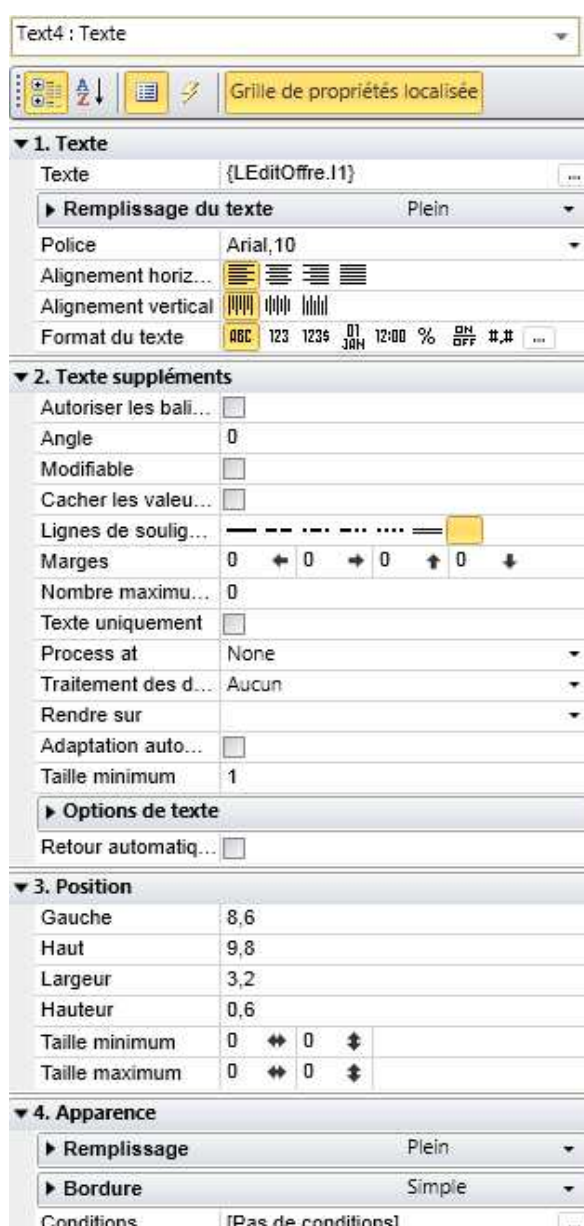 Text4 : Texte
Grille de propriétés localisée
1. Texte
Texte {LEditOffre.I1} ...
Remplissage du texte Plein
Police Arial,10
Alignement horiz...
Alignement vertical
Format du texte ABC 123 123$ 01 JAN 12:00 % ON OFF #.# ...
2. Texte suppléments
Autoriser les bali...
Angle 0
Modifiable
Cacher les valeu...
Lignes de soulig...
Marges 0 0 0 0
Nombre maximu... 0
Texte uniquement
Process at None
Traitement des d... Aucun
Rendre sur
Adaptation auto...
Taille minimum 1
Options de texte
Retour automatiq...
3. Position
Gauche 8,6
Haut 9,8
Largeur 3,2
Hauteur 0,6
Taille minimum 0 0
Taille maximum 0 0
4. Apparence
Remplissage Plein
Bordure Simple
Conditions [Pas de conditions] ...